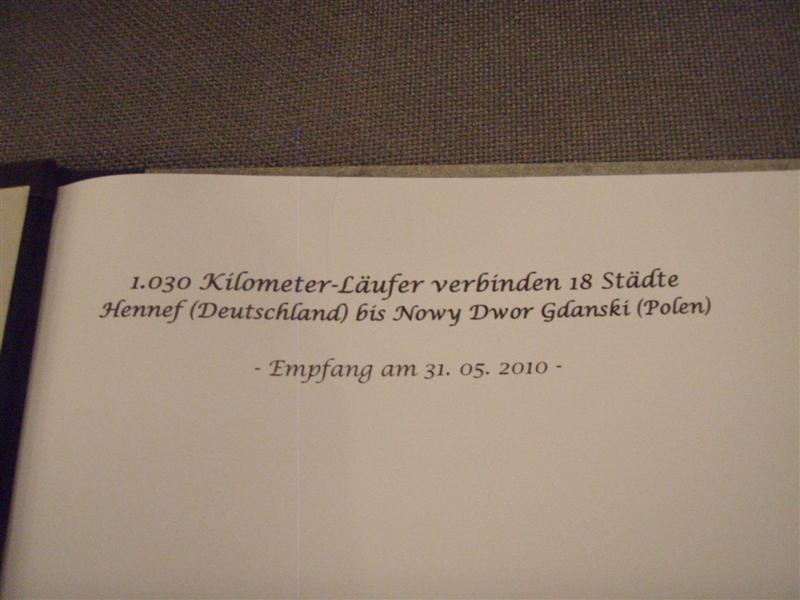 1.030 Kilometer-Läufer verbinden 18 Städte
Hennef (Deutschland) bis Nowy Dwor Gdanski (Polen)
- Empfang am 31. 05. 2010 -